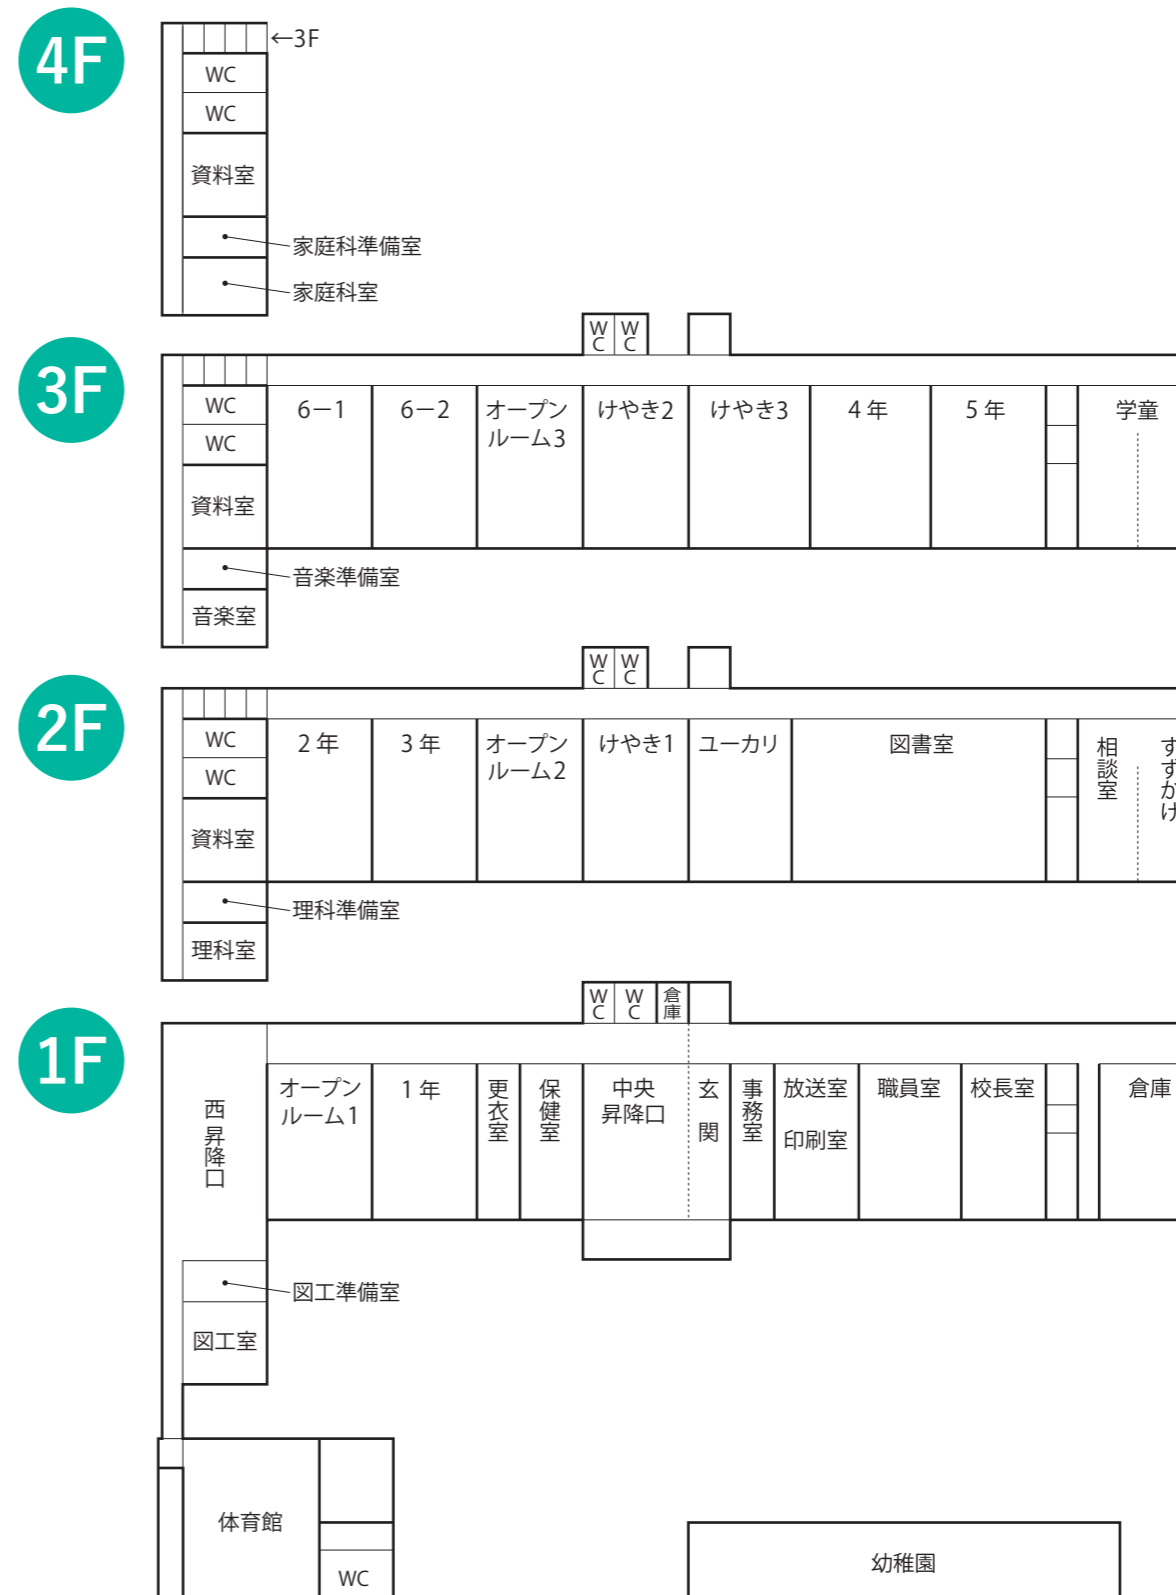 4F
←3F
WC
WC
資料室
家庭科準備室
家庭科室
3F
WC
WC
WC
WC
資料室
音楽準備室
音楽室
6－1
6－2
オープン
ルーム3
けやき2
けやき3
4年
5年
学童
2F
WC
WC
WC
WC
資料室
理科準備室
理科室
2年
3年
オープン
ルーム2
けやき1
ユーカリ
図書室
相談室
すずかけ
1F
WC
WC
倉庫
西昇降口
オープン
ルーム1
1年
更衣室
保健室
中央
昇降口
玄関
事務室
放送室
印刷室
職員室
校長室
倉庫
図工準備室
図工室
体育館
WC
幼稚園